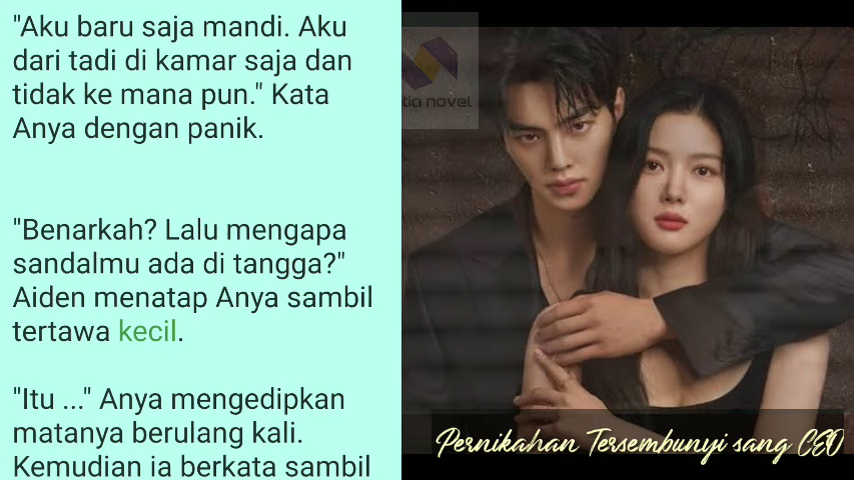 "Aku baru saja mandi. Aku
dari tadi di kamar saja dan
tidak ke mana pun." Kata
Anya dengan panik.
"Benarkah? Lalu mengapa
sandalmu ada di tangga?"
Aiden menatap Anya sambil
tertawa kecil.
"Itu ..." Anya mengedipkan
matanya berulang kali.
Kemudian ia berkata sambil
tia novel
Pernikahan Tersembunyi sang CEO